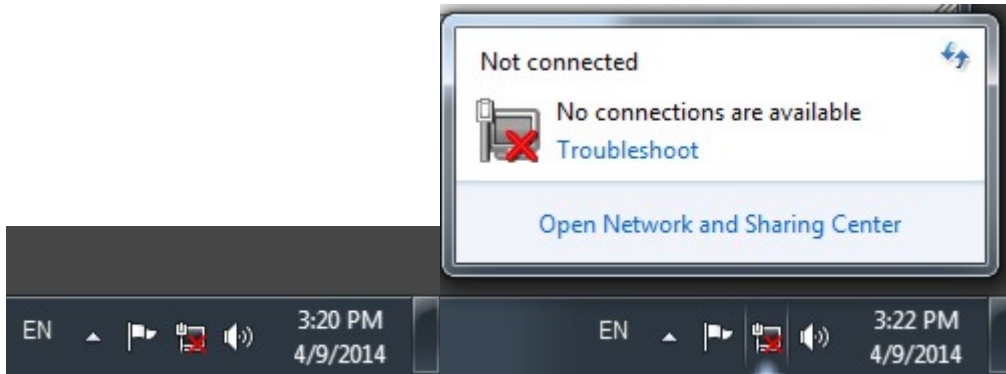 Not connected
No connections are available
Troubleshoot
Open Network and Sharing Center
EN 3:20 PM
4/9/2014
EN 3:22 PM
4/9/2014